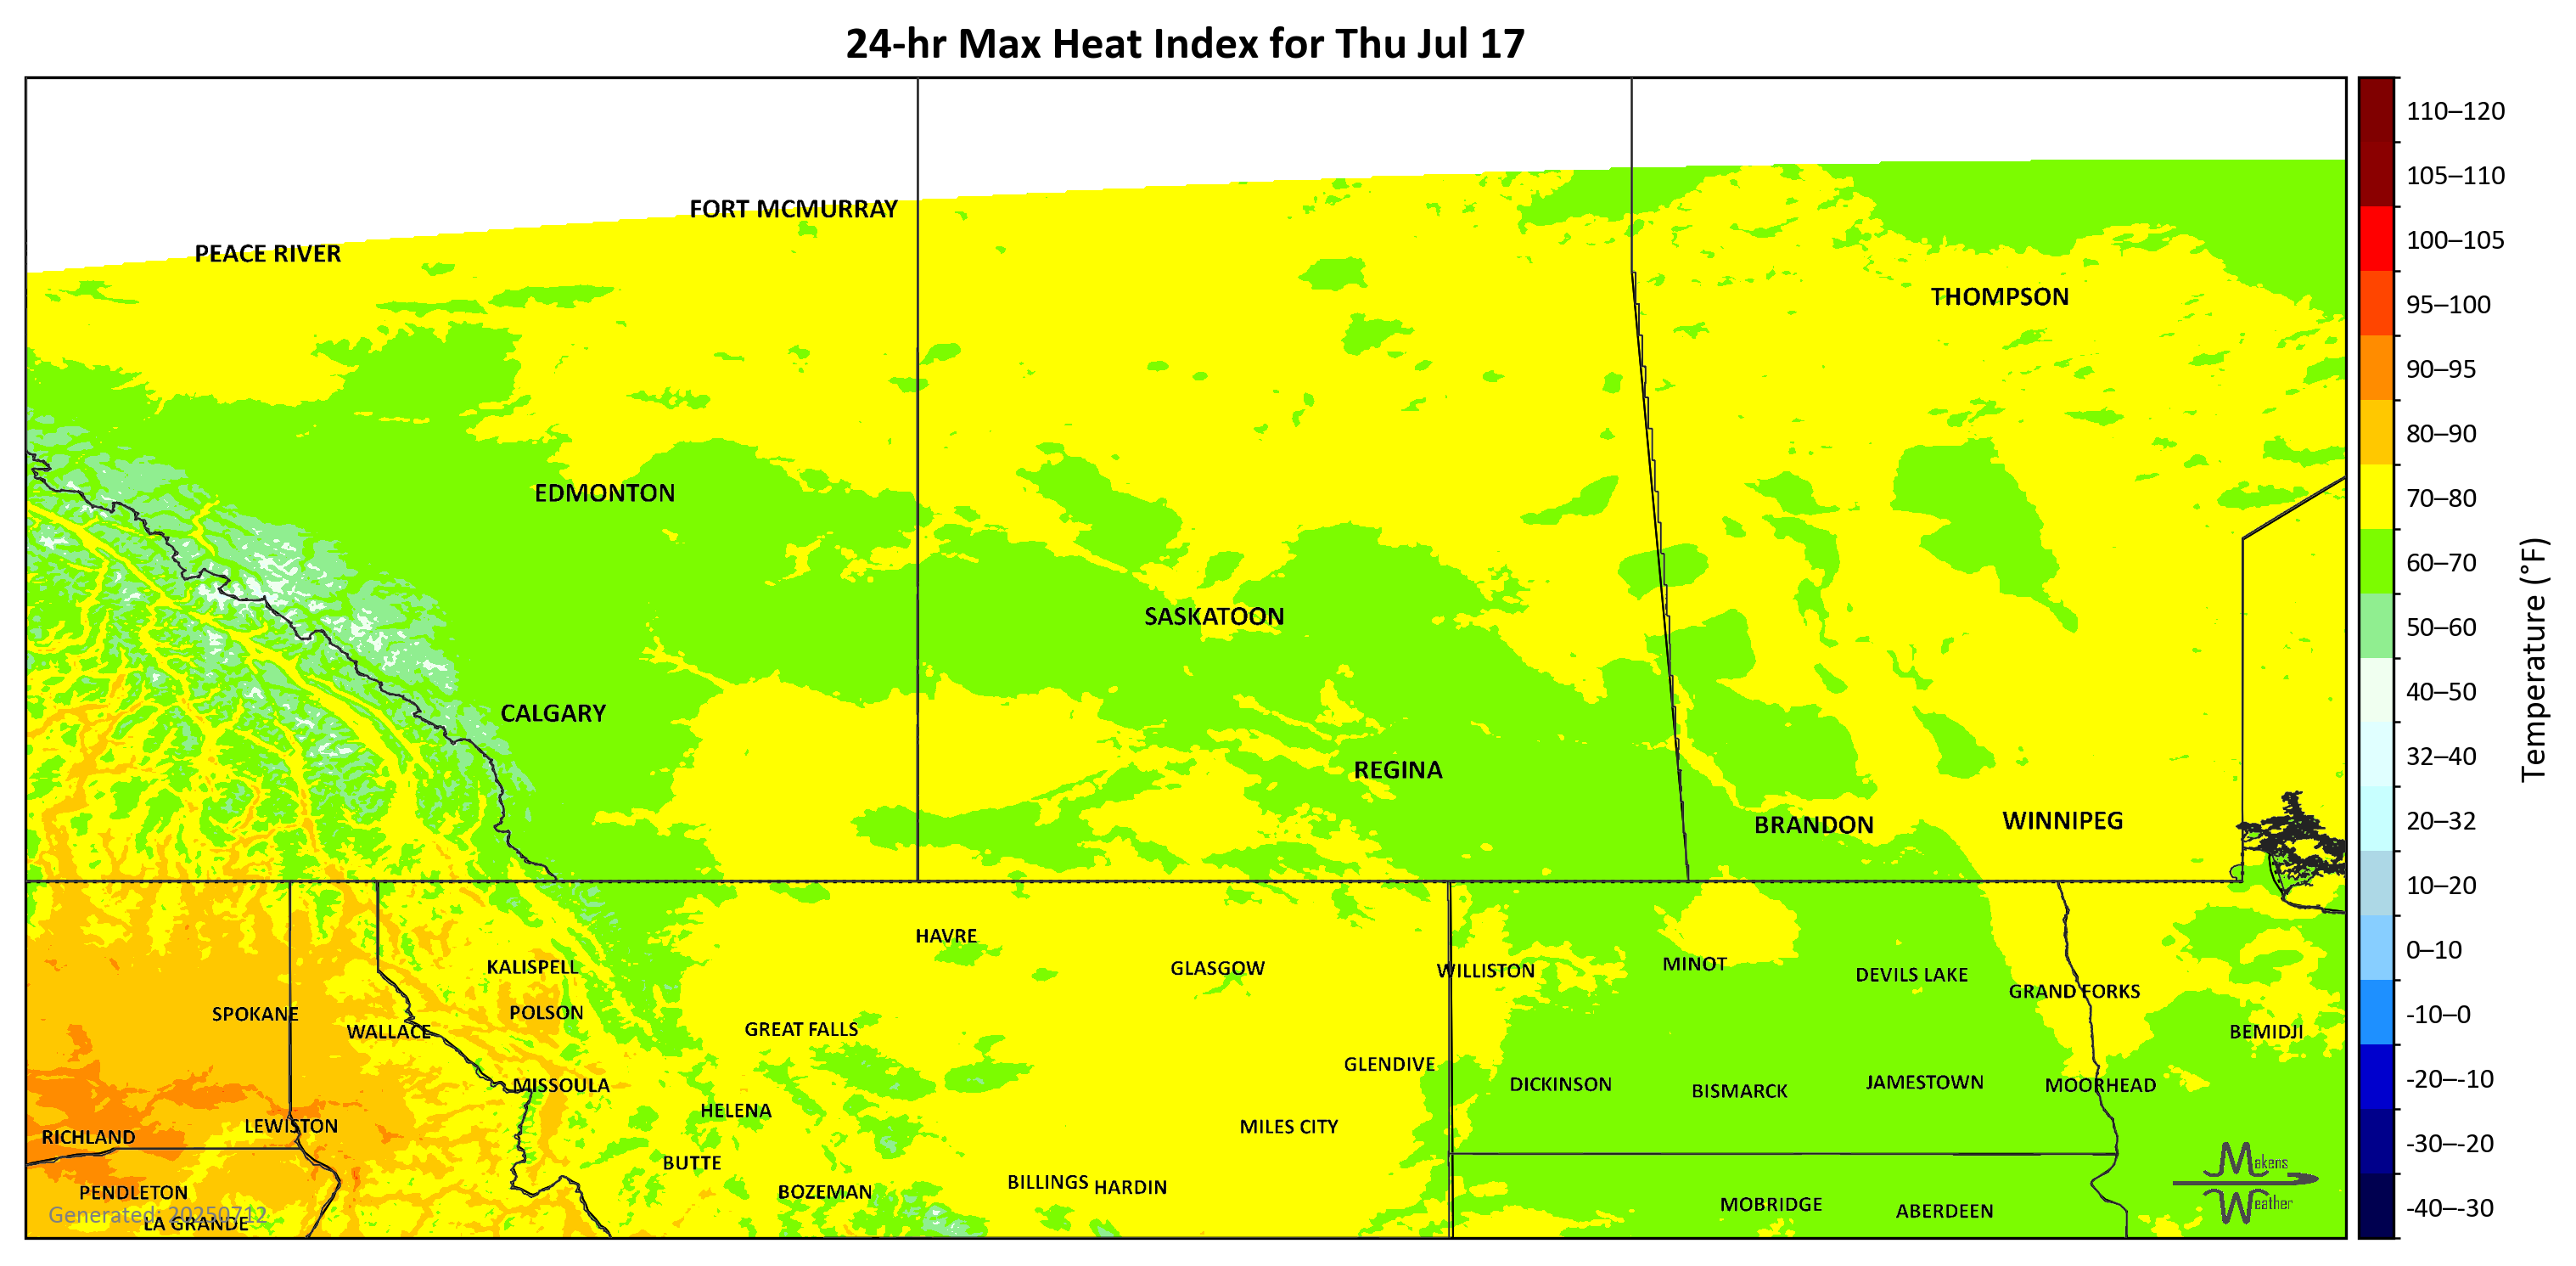 24-hr Max Heat Index for Thu Jul 17
110–120
105–110
100–105
95–100
90–95
80–90
70–80
60–70
50–60
40–50
32–40
20–32
10–20
0–10
-10–0
-20–-10
-30–-20
-40–-30
Temperature (°F)
FORT MCMURRAY
PEACE RIVER
THOMPSON
EDMONTON
SASKATOON
CALGARY
REGINA
BRANDON
WINNIPEG
HAVRE
KALISPELL
GLASGOW
WILLISTON
MINOT
DEVILS LAKE
GRAND FORKS
SPOKANE
POLSON
WALLACE
GREAT FALLS
BEMIDJI
GLENDIVE
MISSOULA
DICKINSON
BISMARCK
JAMESTOWN
MOORHEAD
HELENA
LEWISTON
MILES CITY
RICHLAND
BUTTE
BILLINGS
HARDIN
PENDLETON
BOZEMAN
MOBRIDGE
ABERDEEN
LA GRANDE
Generated: 20250712
Makens
Weather